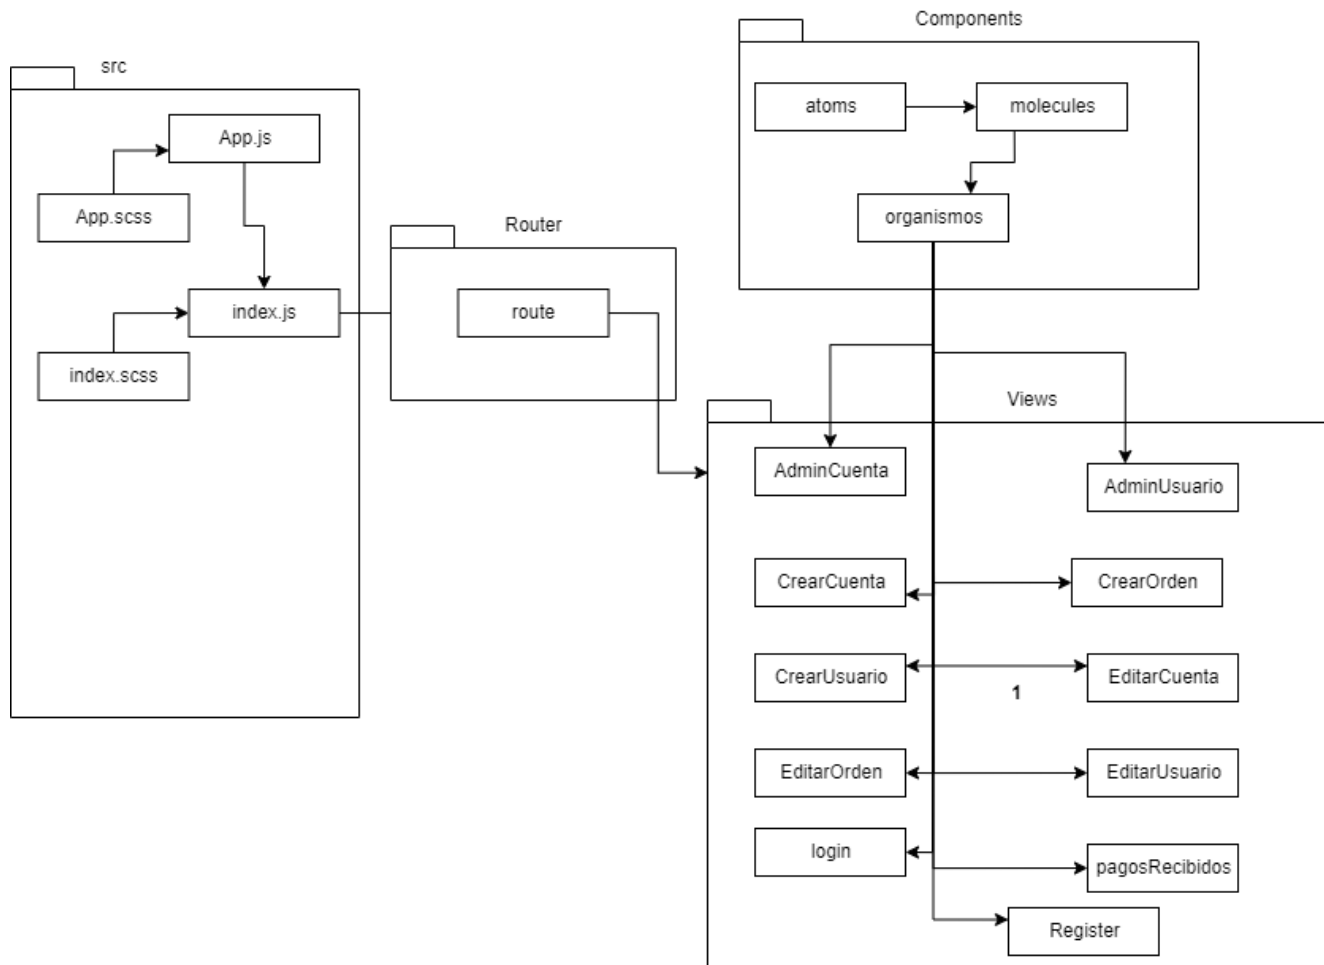 Components
src
atoms
molecules
App.js
App.scss
organismos
Router
index.js
route
index.scss
Views
AdminCuenta
AdminUsuario
CrearCuenta
CrearOrden
CrearUsuario
EditarCuenta
1
EditarOrden
EditarUsuario
login
pagosRecibidos
Register